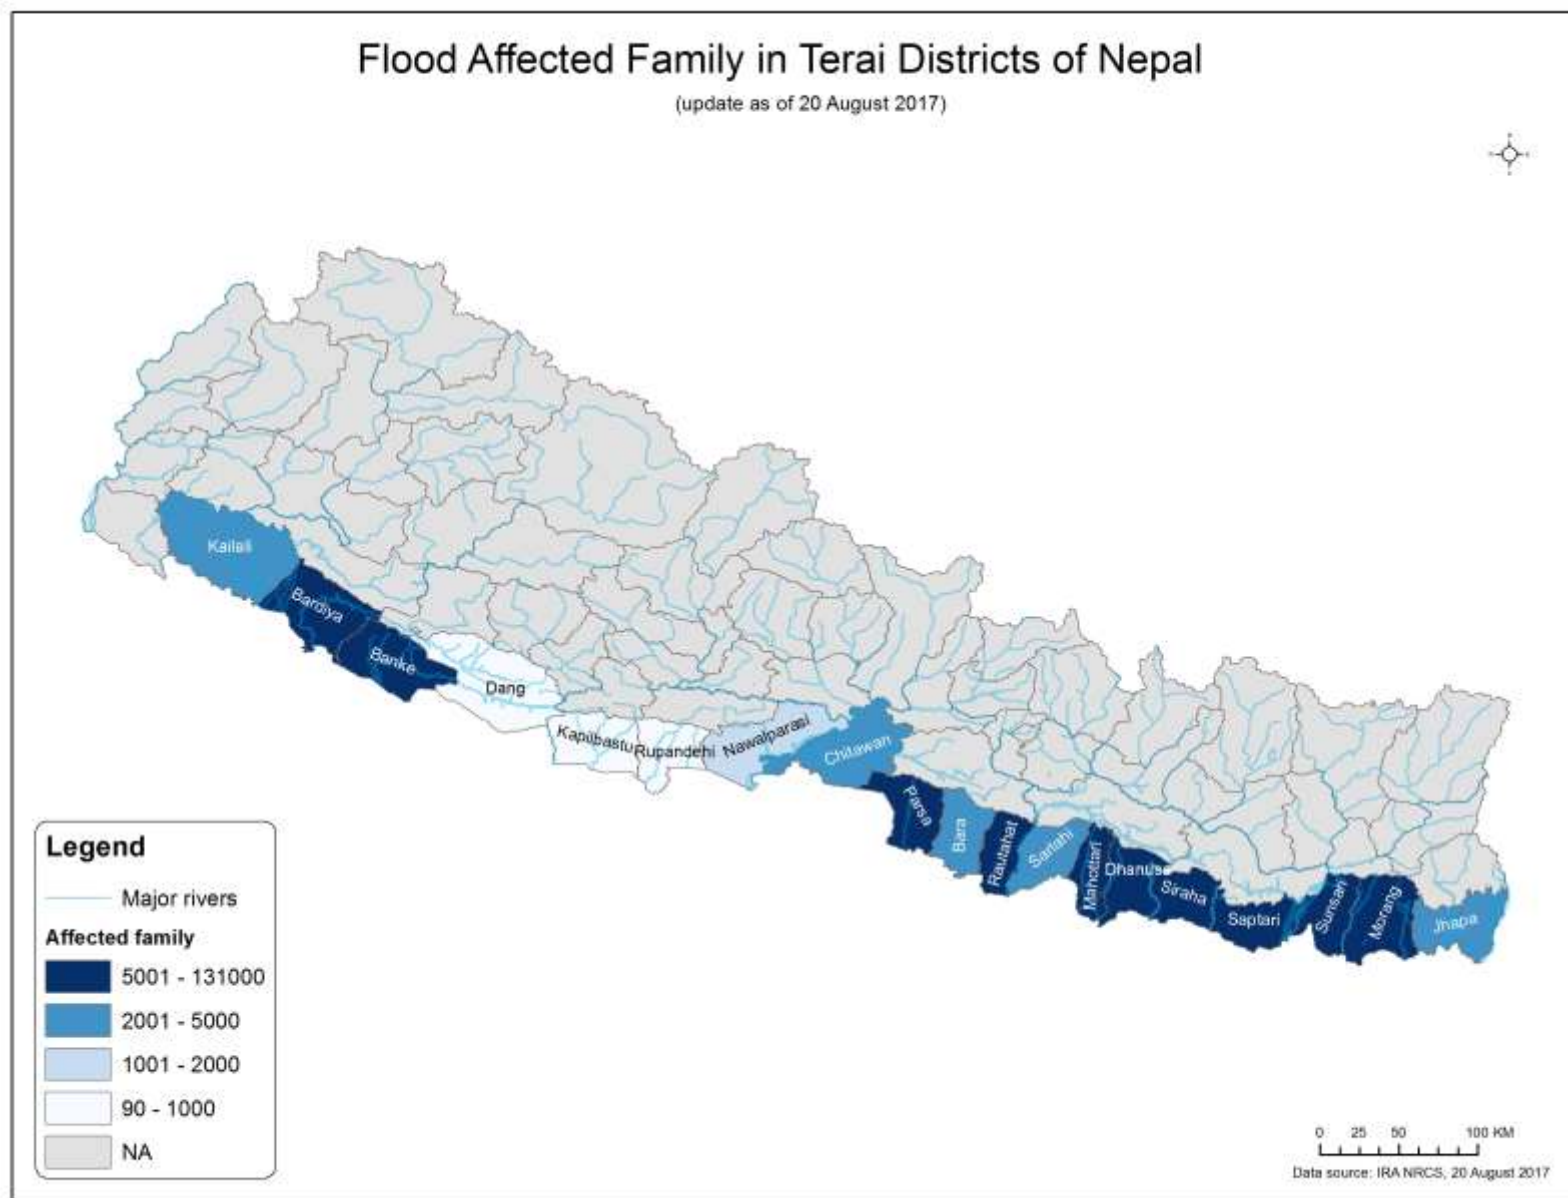 Flood Affected Family in Terai Districts of Nepal
(update as of 20 August 2017)
Kailali
Bardiya
Banke
Dang
Kapilbastu
Rupandehi
Nawalparasi
Chitawan
Parsa
Bara
Rautahat
Sarlahi
Mahottari
Dhanus
Siraha
Saptari
Sunsari
Morang
Jhapa
Legend
Major rivers
Affected family
5001 - 131000
2001 - 5000
1001 - 2000
90 - 1000
NA
0 25 50 100 KM
Data source: IRA NRCS, 20 August 2017